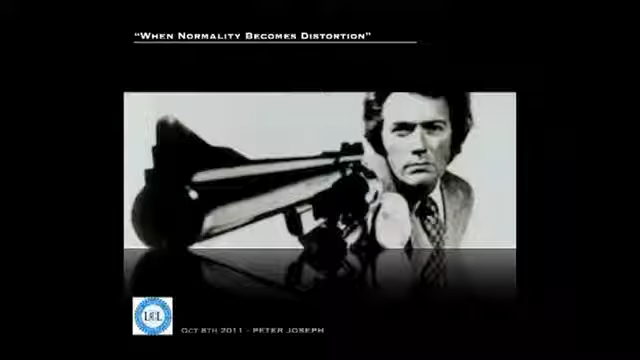 “WHEN NORMALITY BECOMES DISTORTION”
OCT 8TH 2011 - PETER JOSEPH